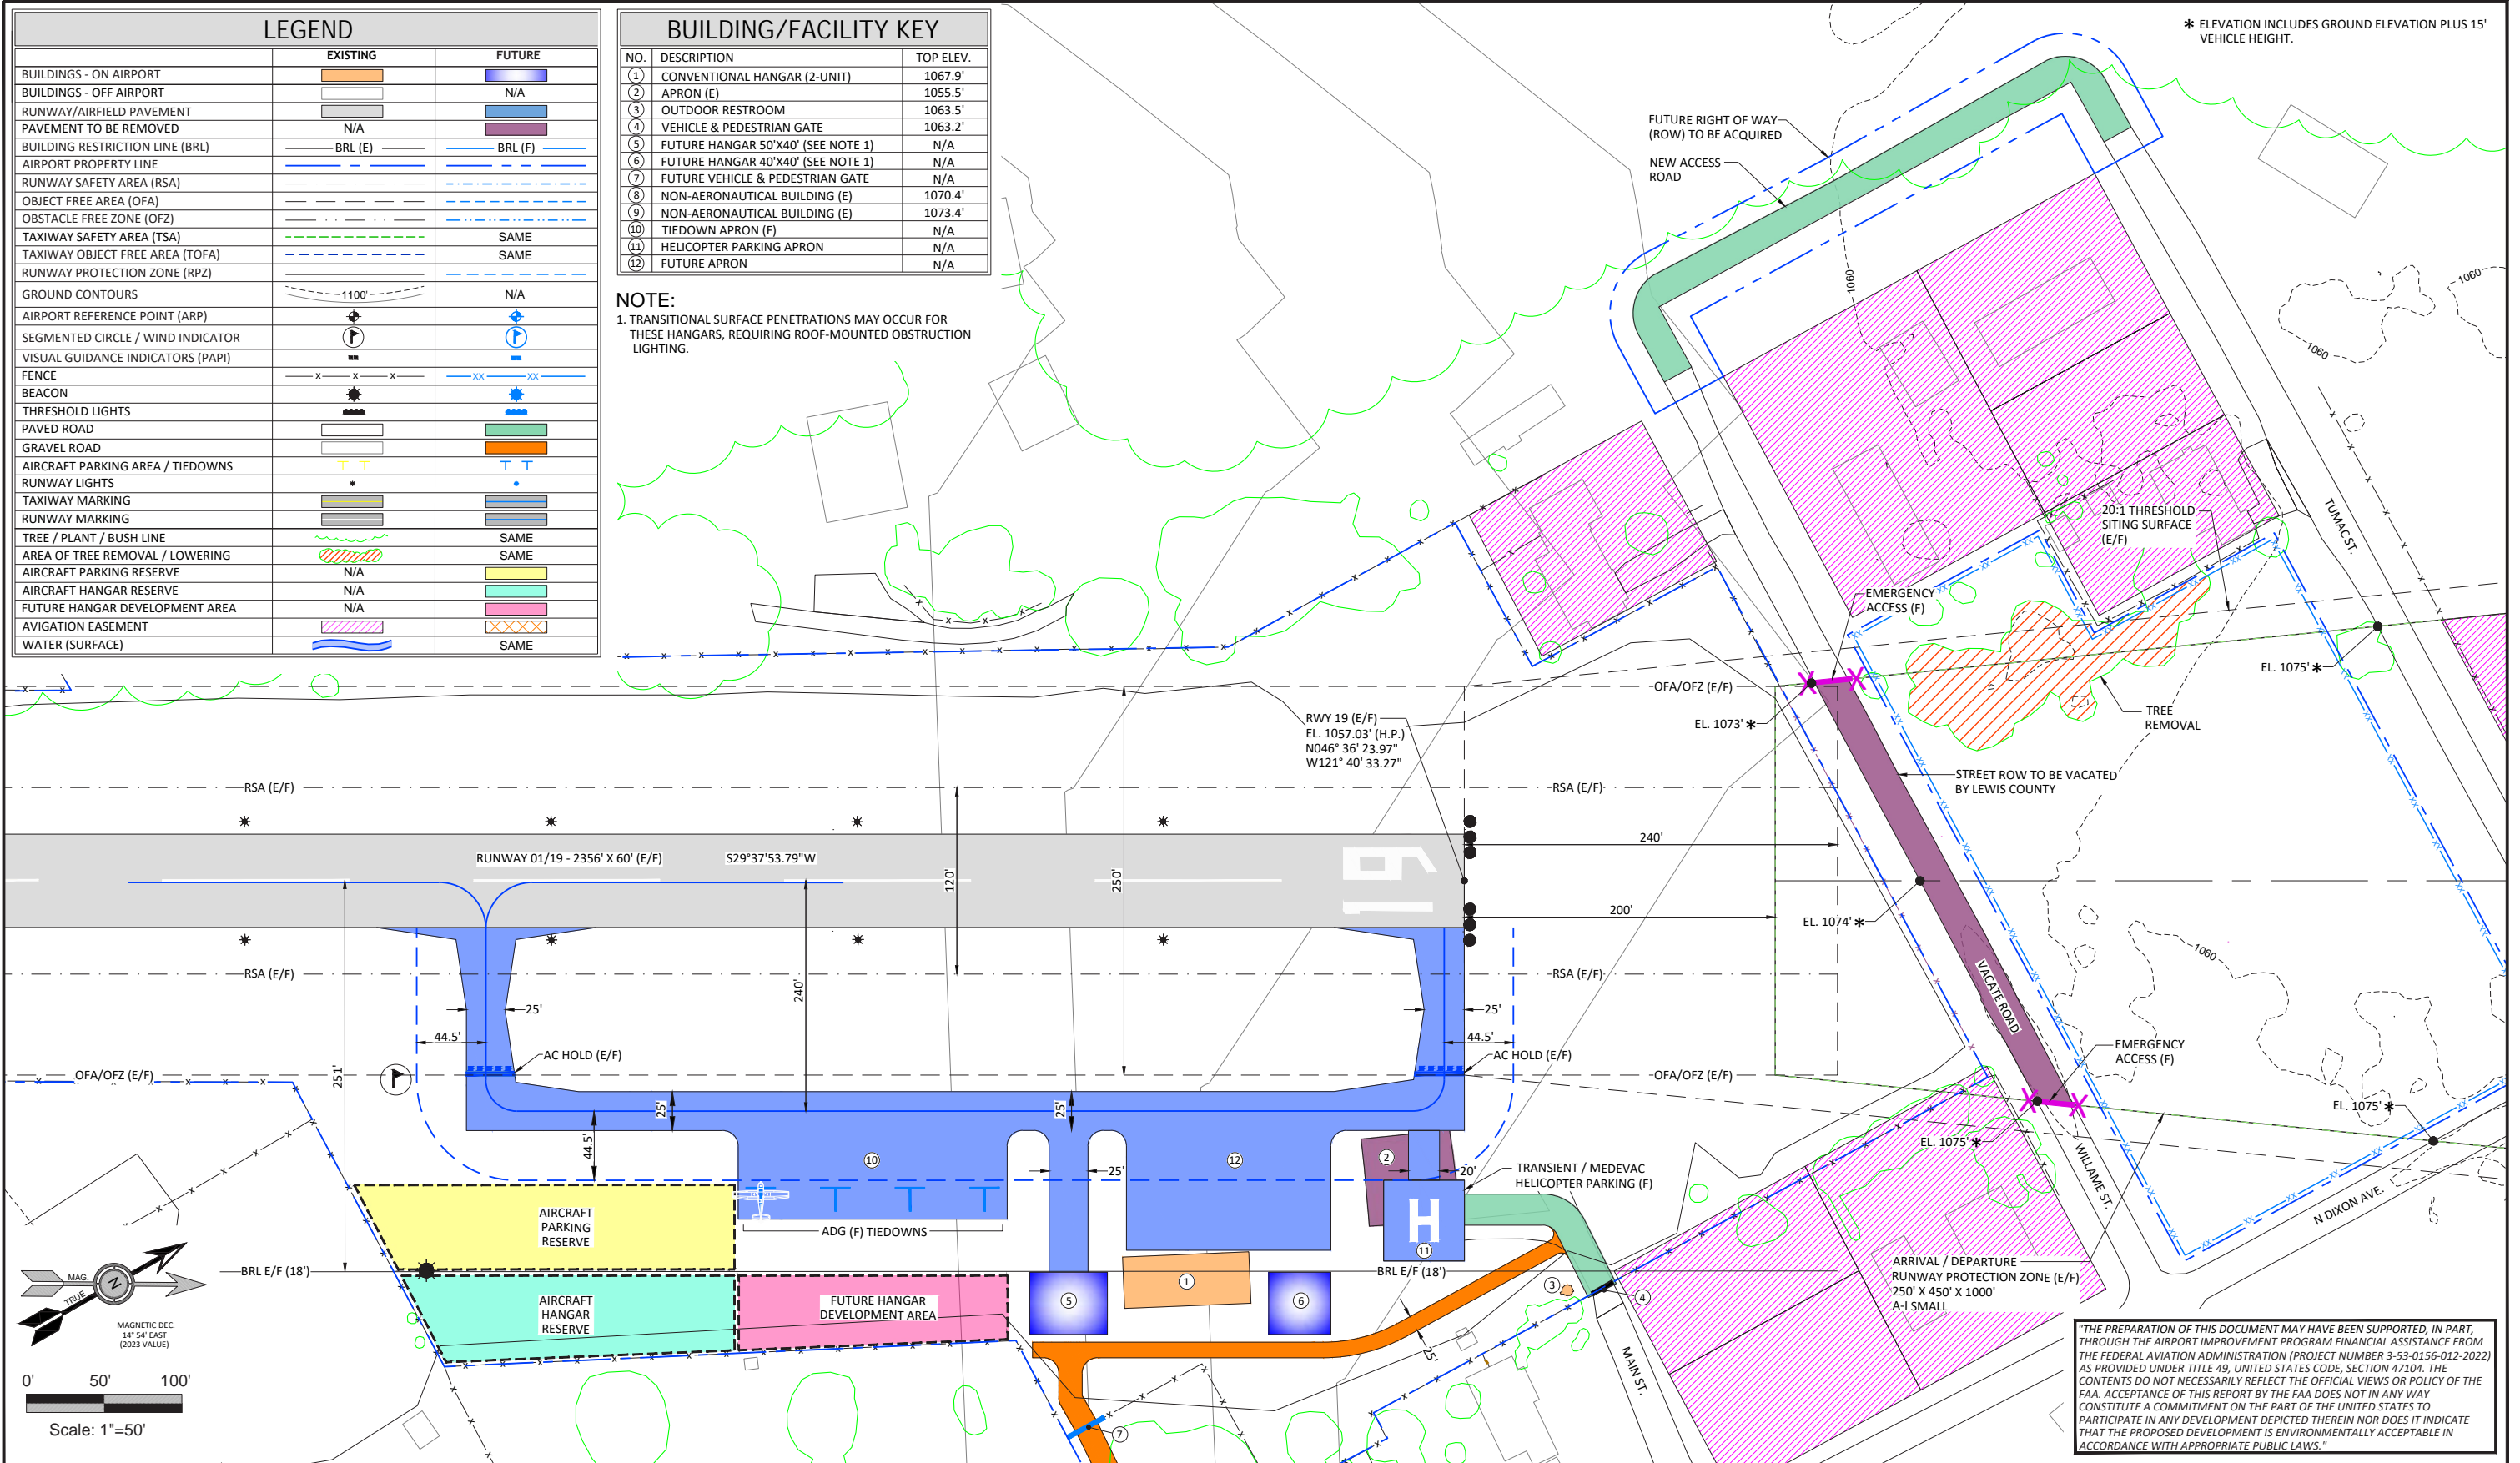 LEGEND
EXISTING FUTURE
BUILDINGS - ON AIRPORT
BUILDINGS - OFF AIRPORT N/A
RUNWAY/AIRFIELD PAVEMENT
PAVEMENT TO BE REMOVED N/A
BUILDING RESTRICTION LINE (BRL) BRL (E) BRL (F)
AIRPORT PROPERTY LINE
RUNWAY SAFETY AREA (RSA)
OBJECT FREE AREA (OFA)
OBSTACLE FREE ZONE (OFZ)
TAXIWAY SAFETY AREA (TSA) SAME
TAXIWAY OBJECT FREE AREA (TOFA) SAME
RUNWAY PROTECTION ZONE (RPZ)
GROUND CONTOURS 1100' N/A
AIRPORT REFERENCE POINT (ARP)
SEGMENTED CIRCLE / WIND INDICATOR
VISUAL GUIDANCE INDICATORS (PAPI)
FENCE X X X XX XX
BEACON
THRESHOLD LIGHTS
PAVED ROAD
GRAVEL ROAD
AIRCRAFT PARKING AREA / TIEDOWNS
RUNWAY LIGHTS
TAXIWAY MARKING
RUNWAY MARKING
TREE / PLANT / BUSH LINE SAME
AREA OF TREE REMOVAL / LOWERING SAME
AIRCRAFT PARKING RESERVE N/A
AIRCRAFT HANGAR RESERVE N/A
FUTURE HANGAR DEVELOPMENT AREA N/A
AVIGATION EASEMENT
WATER (SURFACE) SAME
BUILDING/FACILITY KEY
NO. DESCRIPTION TOP ELEV.
1 CONVENTIONAL HANGAR (2-UNIT) 1067.9'
2 APRON (E) 1055.5'
3 OUTDOOR RESTROOM 1063.5'
4 VEHICLE & PEDESTRIAN GATE 1063.2'
5 FUTURE HANGAR 50'X40' (SEE NOTE 1) N/A
6 FUTURE HANGAR 40'X40' (SEE NOTE 1) N/A
7 FUTURE VEHICLE & PEDESTRIAN GATE N/A
8 NON-AERONAUTICAL BUILDING (E) 1070.4'
9 NON-AERONAUTICAL BUILDING (E) 1073.4'
10 TIEDOWN APRON (F) N/A
11 HELICOPTER PARKING APRON N/A
12 FUTURE APRON N/A
NOTE:
1. TRANSITIONAL SURFACE PENETRATIONS MAY OCCUR FOR
THESE HANGARS, REQUIRING ROOF-MOUNTED OBSTRUCTION
LIGHTING.
* ELEVATION INCLUDES GROUND ELEVATION PLUS 15'
VEHICLE HEIGHT.
FUTURE RIGHT OF WAY
(ROW) TO BE ACQUIRED
NEW ACCESS
ROAD
1060
1060
1060
TUMAC ST.
20:1 THRESHOLD
SITING SURFACE
(E/F)
EMERGENCY
ACCESS (F)
EL. 1075' *
OFA/OFZ (E/F)
EL. 1073' *
TREE
REMOVAL
RWY 19 (E/F)
EL. 1057.03' (H.P.)
N046° 36' 23.97"
W121° 40' 33.27"
STREET ROW TO BE VACATED
BY LEWIS COUNTY
RSA (E/F)
RSA (E/F)
240'
RUNWAY 01/19 - 2356' X 60' (E/F)
S29°37'53.79"W
120'
250'
19
200'
EL. 1074' *
1060
RSA (E/F)
RSA (E/F)
240'
VACATE ROAD
25'
25'
44.5'
44.5'
AC HOLD (E/F)
AC HOLD (E/F)
EMERGENCY
ACCESS (F)
OFA/OFZ (E/F)
OFA/OFZ (E/F)
251'
25'
25'
EL. 1075' *
EL. 1075' *
44.5'
10
12
2
25'
20'
TRANSIENT / MEDEVAC
HELICOPTER PARKING (F)
WILLAME ST.
N DIXON AVE.
AIRCRAFT
PARKING
RESERVE
ADG (F) TIEDOWNS
H
11
BRL E/F (18')
BRL E/F (18')
ARRIVAL / DEPARTURE
RUNWAY PROTECTION ZONE (E/F)
250' X 450' X 1000'
A-I SMALL
AIRCRAFT
HANGAR
RESERVE
FUTURE HANGAR
DEVELOPMENT AREA
5
1
6
3
4
25'
MAIN ST.
7
MAG.
TRUE
N
MAGNETIC DEC.
14° 54' EAST
(2023 VALUE)
0' 50' 100'
Scale: 1"=50'
"THE PREPARATION OF THIS DOCUMENT MAY HAVE BEEN SUPPORTED, IN PART,
THROUGH THE AIRPORT IMPROVEMENT PROGRAM FINANCIAL ASSISTANCE FROM
THE FEDERAL AVIATION ADMINISTRATION (PROJECT NUMBER 3-53-0156-012-2022)
AS PROVIDED UNDER TITLE 49, UNITED STATES CODE, SECTION 47104. THE
CONTENTS DO NOT NECESSARILY REFLECT THE OFFICIAL VIEWS OR POLICY OF THE
FAA. ACCEPTANCE OF THIS REPORT BY THE FAA DOES NOT IN ANY WAY
CONSTITUTE A COMMITMENT ON THE PART OF THE UNITED STATES TO
PARTICIPATE IN ANY DEVELOPMENT DEPICTED THEREIN NOR DOES IT INDICATE
THAT THE PROPOSED DEVELOPMENT IS ENVIRONMENTALLY ACCEPTABLE IN
ACCORDANCE WITH APPROPRIATE PUBLIC LAWS."